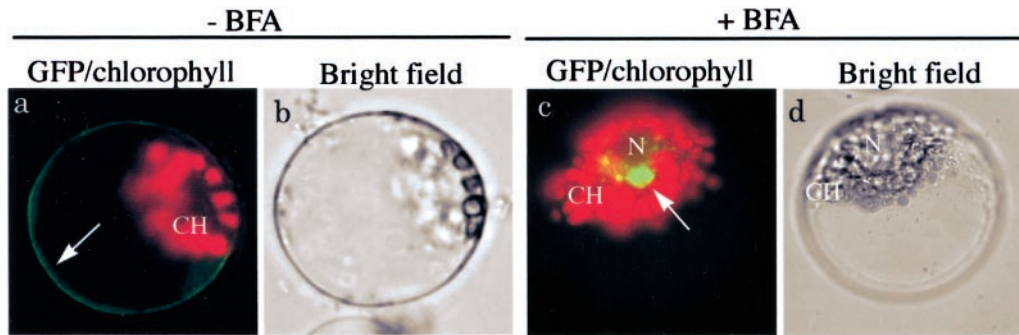 - BFA + BFA
GFP/chlorophyll Bright field GFP/chlorophyll Bright field
a b c d
N N
CH CH CH